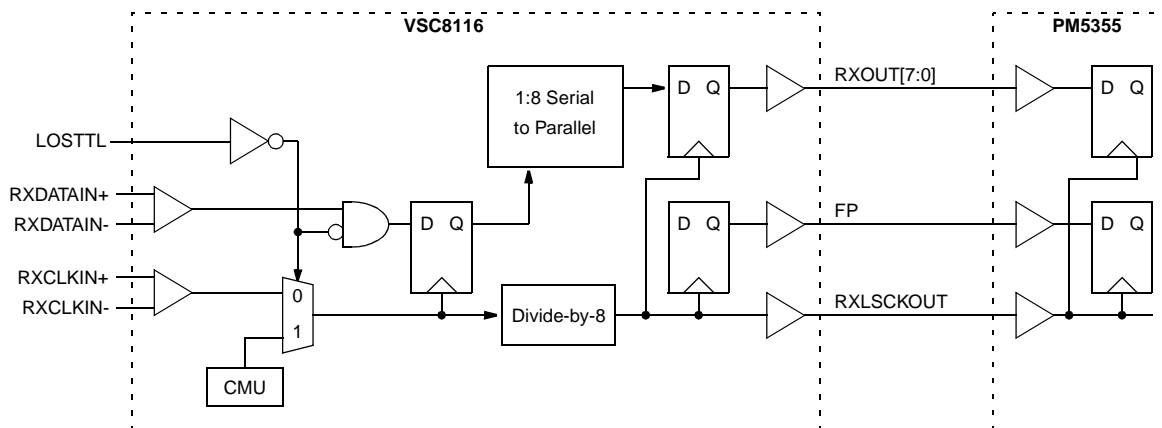 VSC8116
PM5355
RXOUT[7:0]
D Q
D Q
1:8 Serial
to Parallel
LOSTTL
RXDATAIN+
RXDATAIN-
FP
D Q
D Q
D Q
RXCLKIN+
RXCLKIN-
0
1
RXLSCKOUT
Divide-by-8
CMU